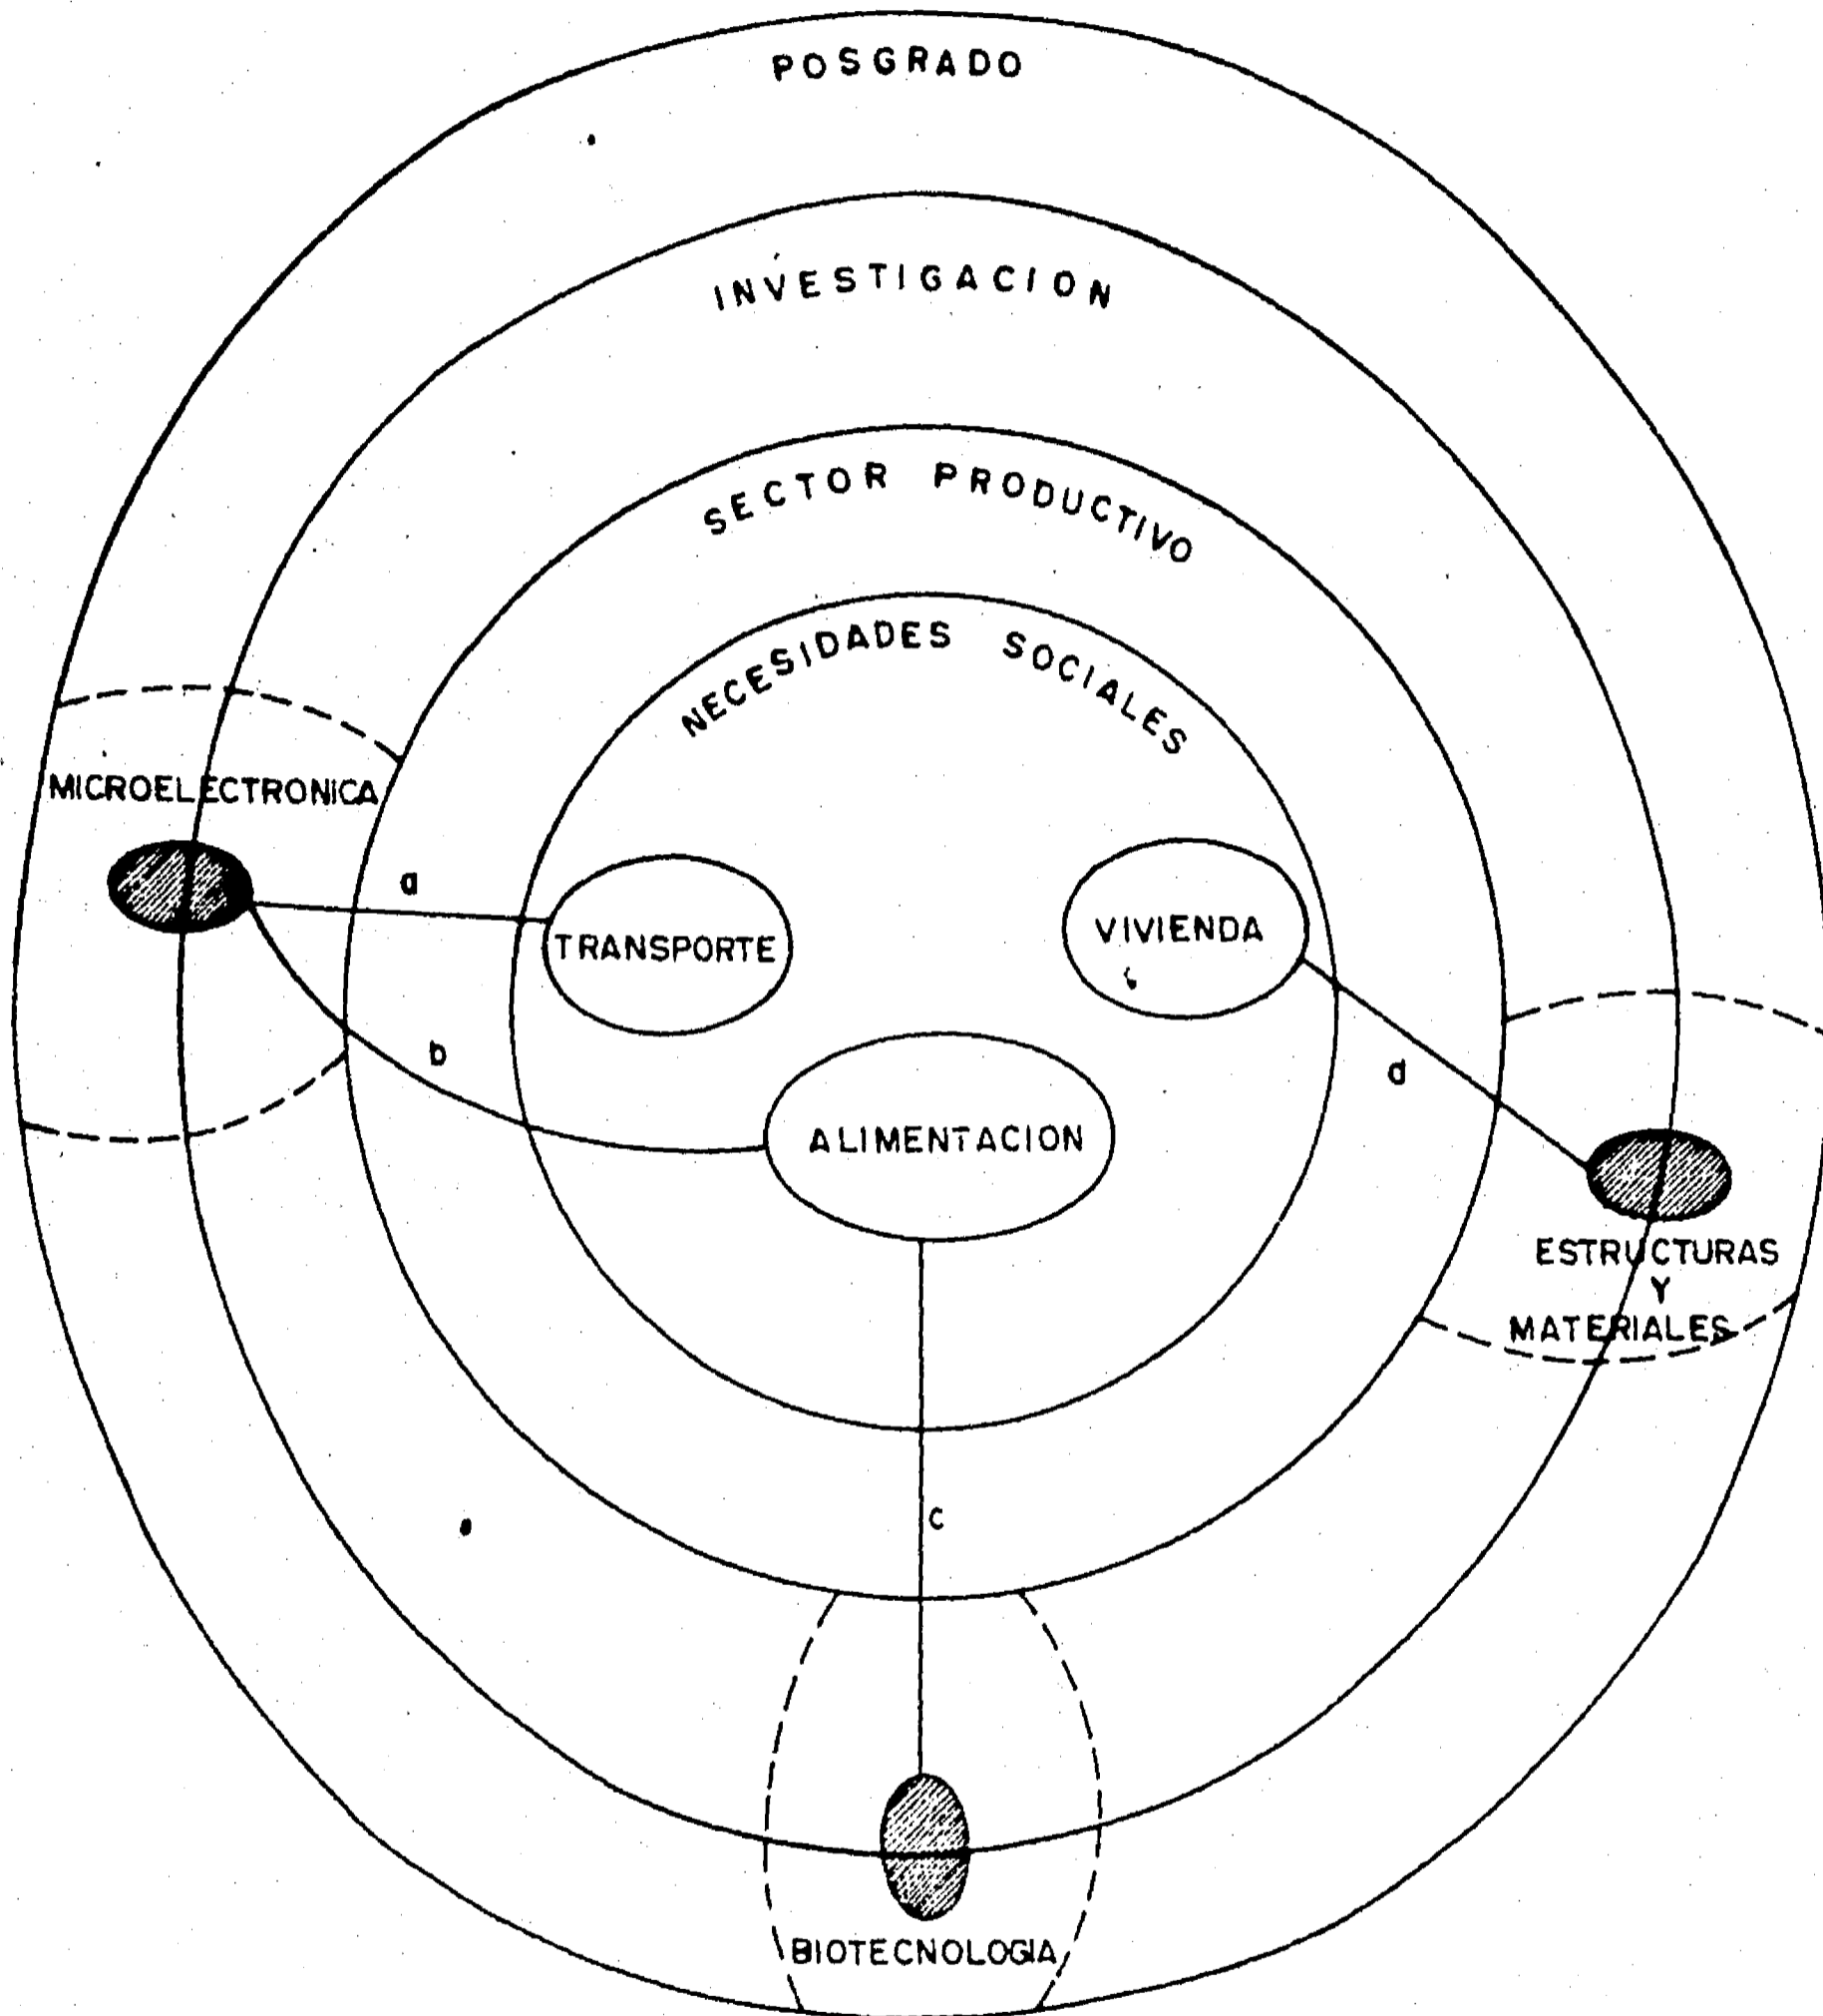 POSGRADO
INVESTIGACION
SECTOR PRODUCTIVO
NECESIDADES SOCIALES
MICROELECTRONICA
a
TRANSPORTE
VIVIENDA
b
d
ALIMENTACION
ESTRUCTURAS
Y
MATERIALES
c
BIOTECNOLOGIA